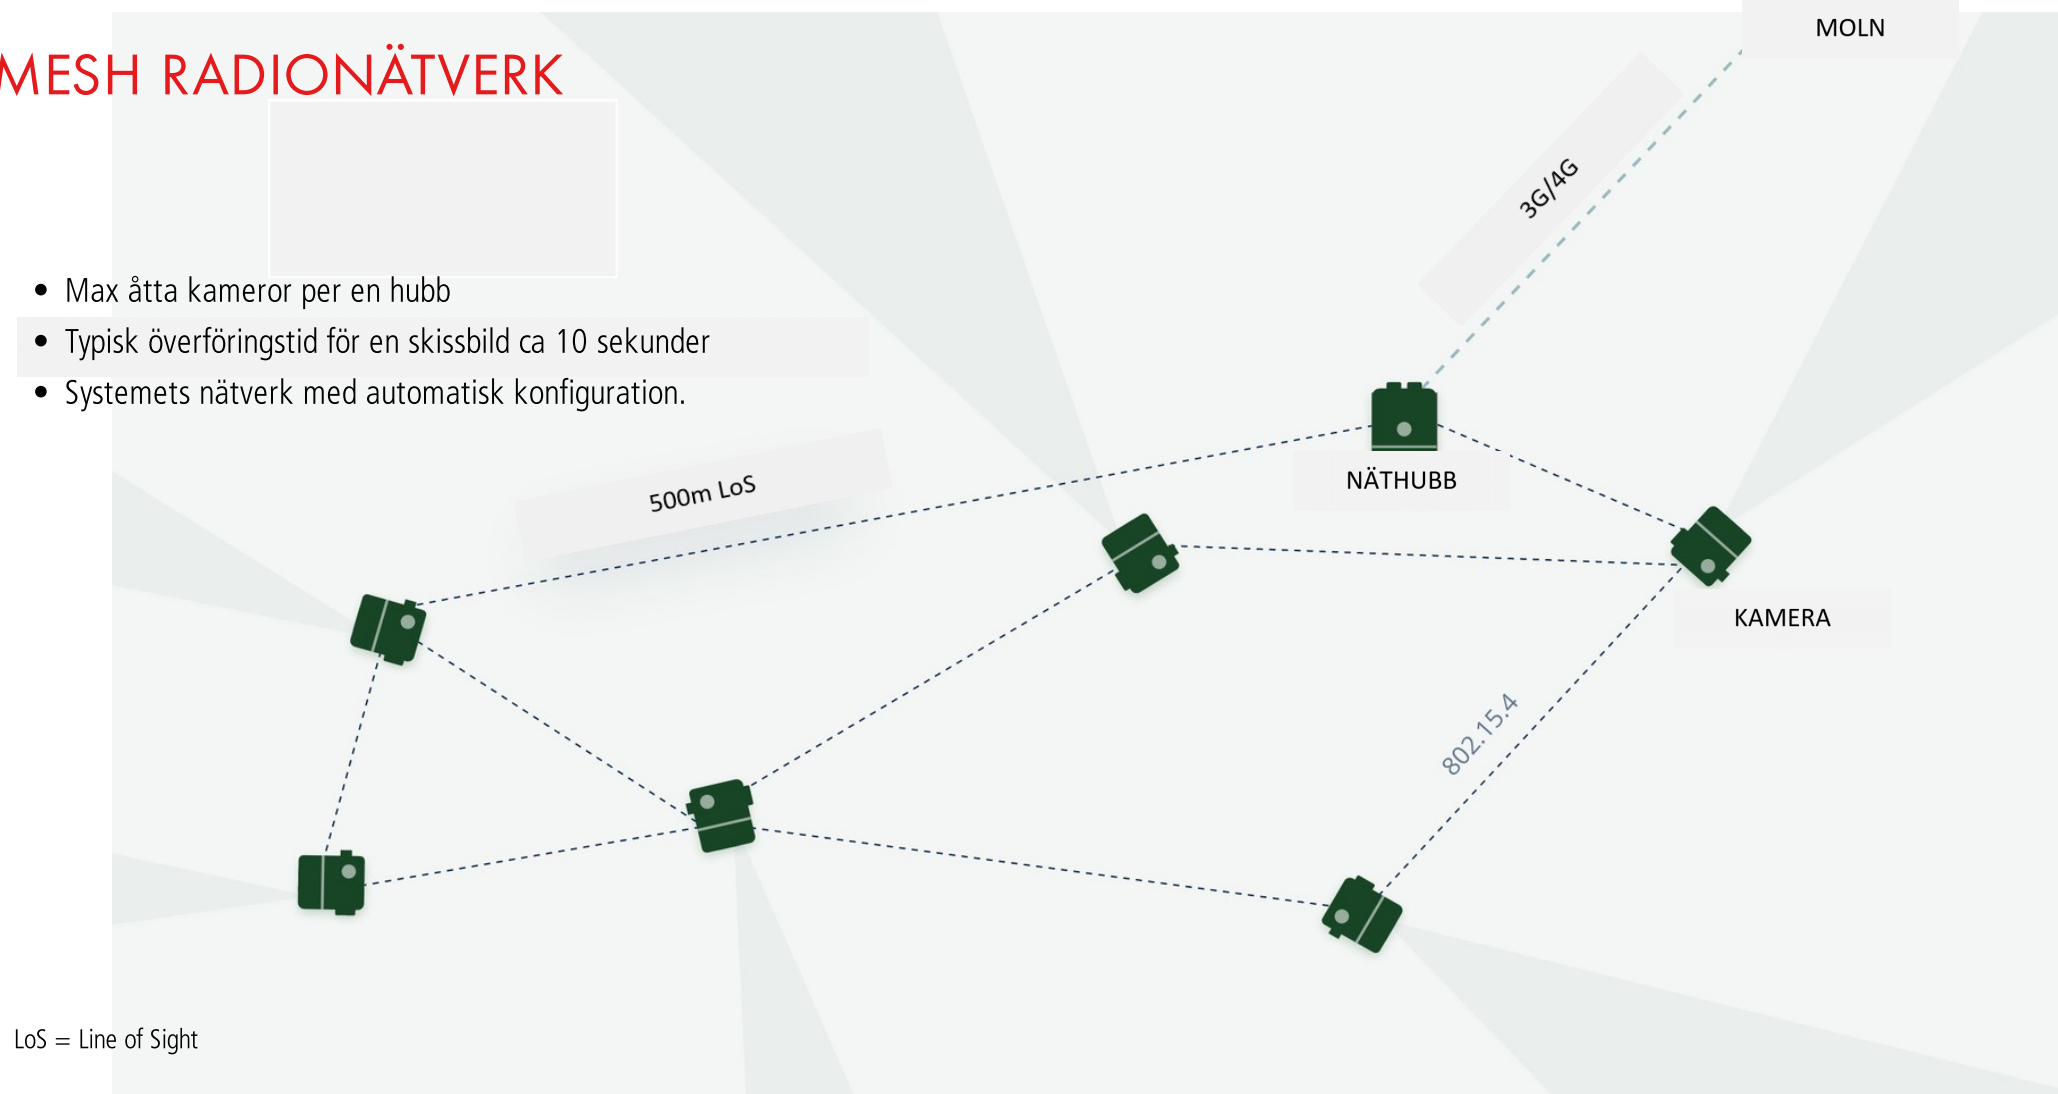 MESH RADIONÄTVERK
MOLN
3G/4G
• Max åtta kameror per en hubb
• Typisk överföringstid för en skissbild ca 10 sekunder
• Systemets nätverk med automatisk konfiguration.
500m LoS
NÄTHUBB
KAMERA
802.15.4
LoS = Line of Sight